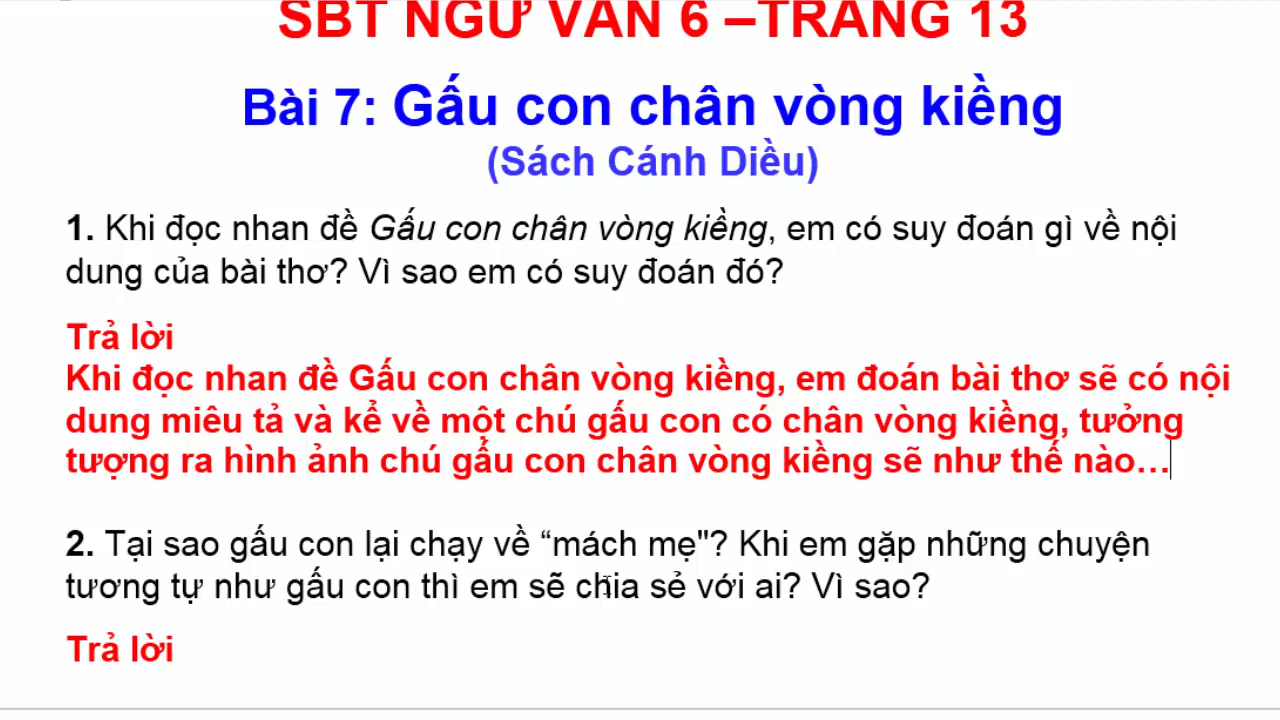 SBT NGỮ VĂN 6 –TRANG 13
Bài 7: Gấu con chân vòng kiềng
(Sách Cánh Diều)
1. Khi đọc nhan đề Gấu con chân vòng kiềng, em có suy đoán gì về nội
dung của bài thơ? Vì sao em có suy đoán đó?
Trả lời
Khi đọc nhan đề Gấu con chân vòng kiềng, em đoán bài thơ sẽ có nội
dung miêu tả và kể về một chú gấu con có chân vòng kiềng, tưởng
tượng ra hình ảnh chú gấu con chân vòng kiềng sẽ như thế nào...
2. Tại sao gấu con lại chạy về “mách mẹ"? Khi em gặp những chuyện
tương tự như gấu con thì em sẽ chia sẻ với ai? Vì sao?
Trả lời